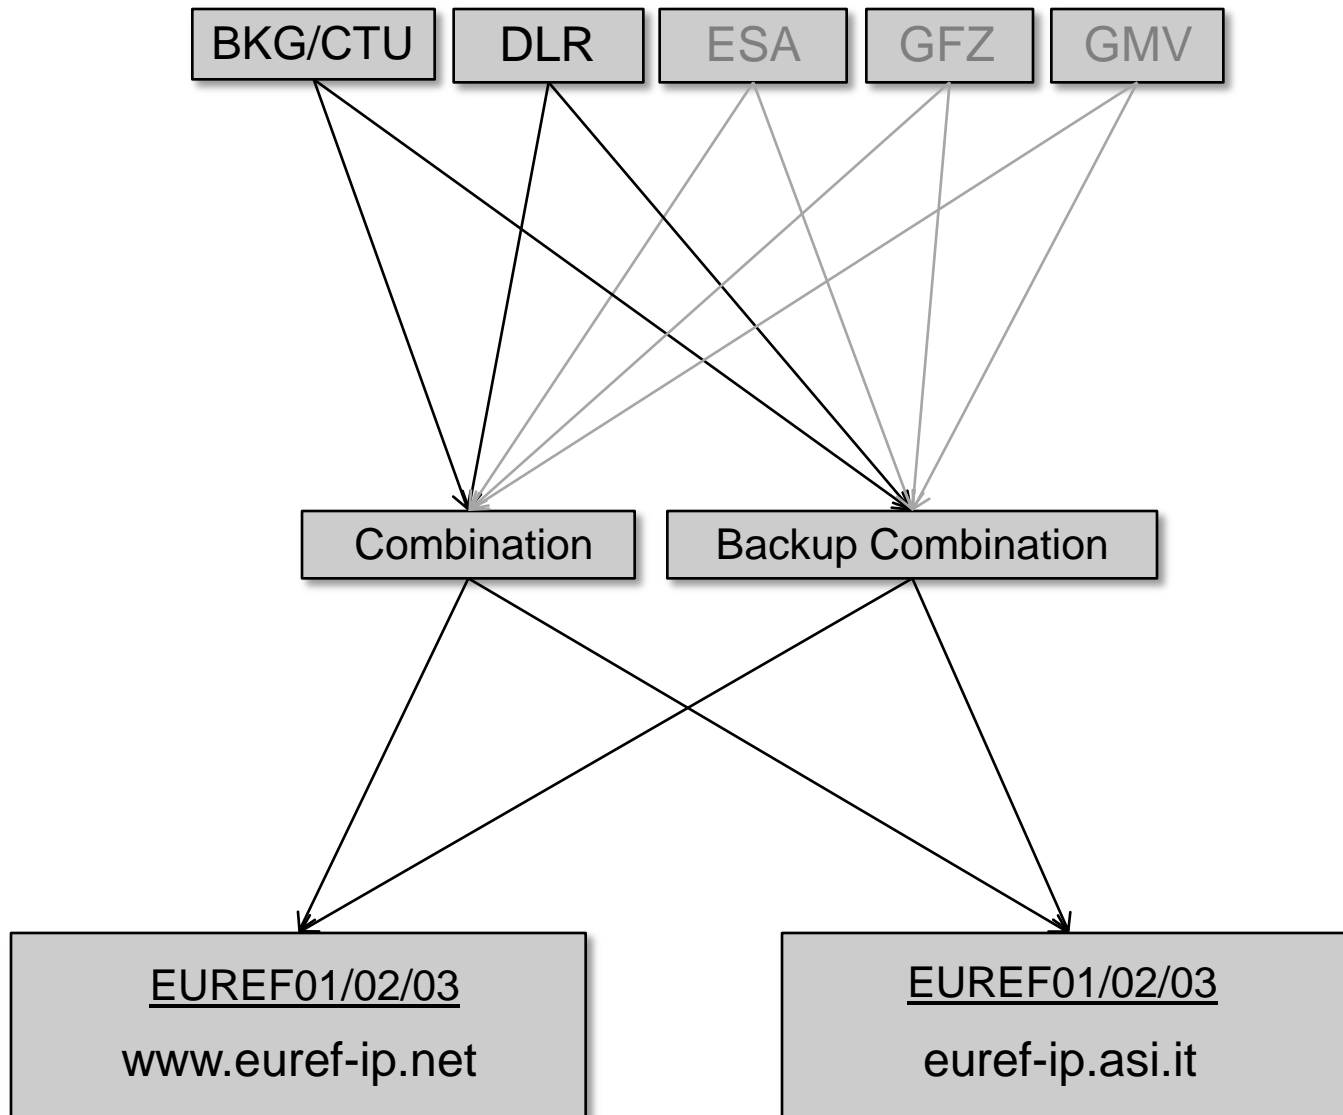 BKG/CTU DLR ESA GFZ GMV
Combination Backup Combination
EUREF01/02/03 EUREF01/02/03
www.euref-ip.net euref-ip.asi.it